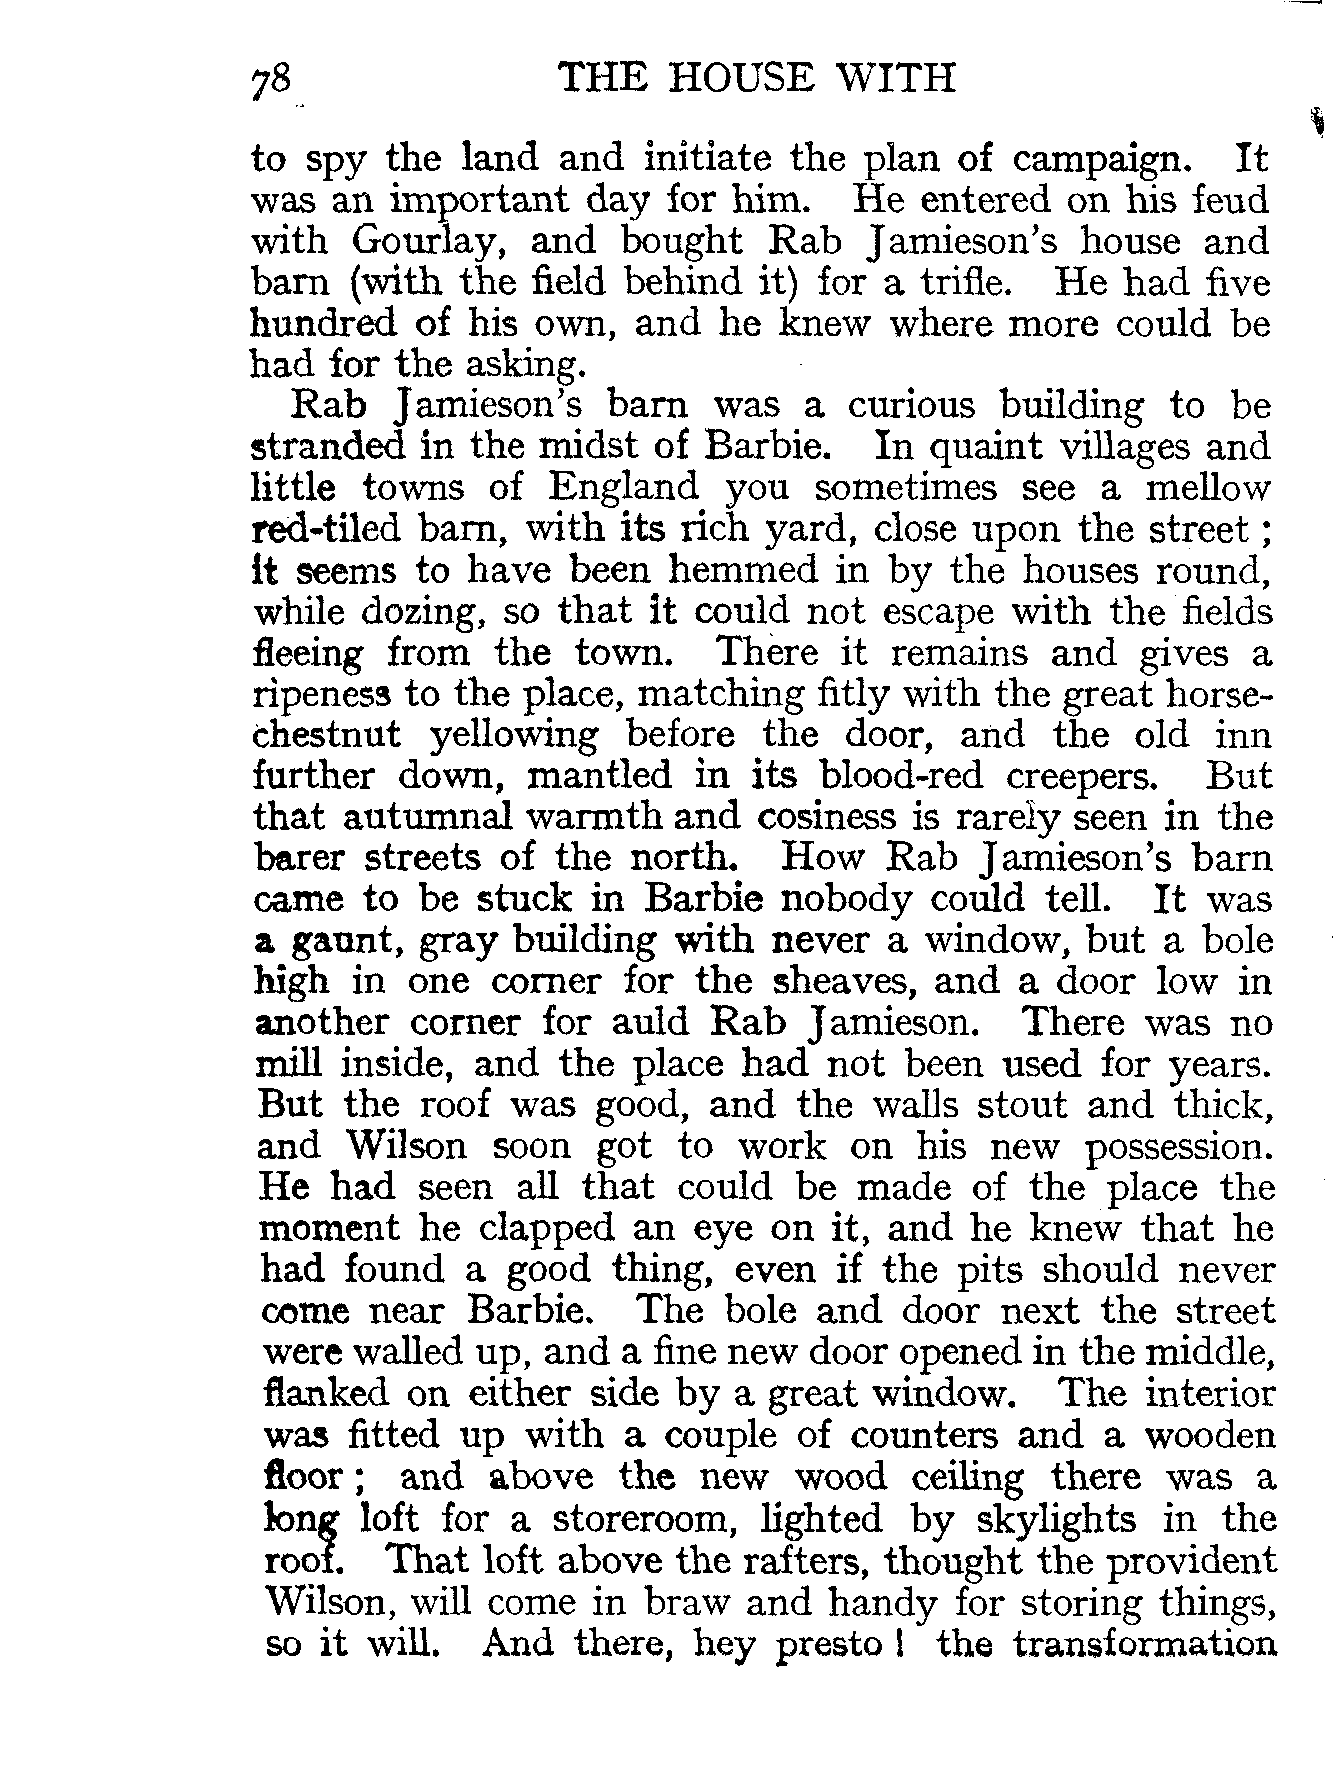 78 THE HOUSE WITH
to spy the land and initiate the plan of campaign. It
was an important day for him. He entered on his feud
with Gourlay, and bought Rab Jamieson's house and
barn (with the field behind it) for a trifle. He had five
hundred of his own, and he knew where more could be
had for the asking.
Rab Jamieson's barn was a curious building to be
stranded in the midst of Barbie. In quaint villages and
little towns of England you sometimes see a mellow
red-tiled barn, with its rich yard, close upon the street ;
it seems to have been hemmed in by the houses round,
while dozing, so that it could not escape with the fields
fleeing from the town. There it remains and gives a
ripeness to the place, matching fitly with the great horse-
chestnut yellowing before the door, and the old inn
further down, mantled in its blood-red creepers. But
that autumnal warmth and cosiness is rarely seen in the
barer streets of the north. How Rab Jamieson's barn
came to be stuck in Barbie nobody could tell. It was
a gaunt, gray building with never a window, but a bole
high in one corner for the sheaves, and a door low in
another corner for auld Rab Jamieson. There was no
mill inside, and the place had not been used for years.
But the roof was good, and the walls stout and thick,
and Wilson soon got to work on his new possession.
He had seen all that could be made of the place the
moment he clapped an eye on it, and he knew that he
had found a good thing, even if the pits should never
come near Barbie. The bole and door next the street
were walled up, and a fine new door opened in the middle,
flanked on either side by a great window. The interior
was fitted up with a couple of counters and a wooden
floor ; and above the new wood ceiling there was a
long loft for a storeroom, lighted by skylights in the
roof. That loft above the rafters, thought the provident
Wilson, will come in braw and handy for storing things,
so it will. And there, hey presto ! the transformation